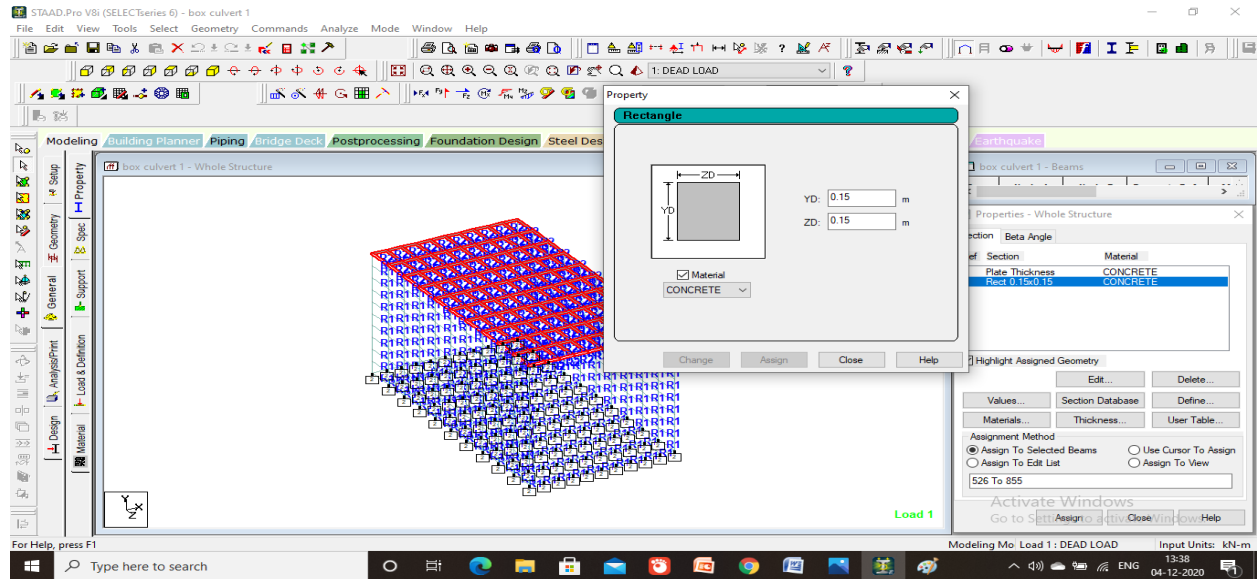 STAAD.Pro V8i (SELECTseries 6) - box culvert 1
File Edit View Tools Select Geometry Commands Analyze Mode Window Help
1: DEAD LOAD
Modeling Building Planner Piping Bridge Deck Postprocessing Foundation Design Steel Des
Earthquake
Setup
Geometry
General
Analysis/Print
Design
Property
Spec
Support
Load & Definition
Material
box culvert 1 - Whole Structure
Load 1
Property
Rectangle
ZD
YD
YD: 0.15 m
ZD: 0.15 m
Material
CONCRETE
Change Assign Close Help
box culvert 1 - Beams
Properties - Whole Structure
ection Beta Angle
ef Section Material
Plate Thickness CONCRETE
Rect 0.15x0.15 CONCRETE
Highlight Assigned Geometry
Edit... Delete...
Values... Section Database Define...
Materials... Thickness... User Table...
Assignment Method
Assign To Selected Beams Use Cursor To Assign
Assign To Edit List Assign To View
526 To 855
Activate Windows
Assign Close Help
For Help, press F1
Modeling Mo Load 1 : DEAD LOAD Input Units: kN-m
Type here to search
ENG
13:38
04-12-2020